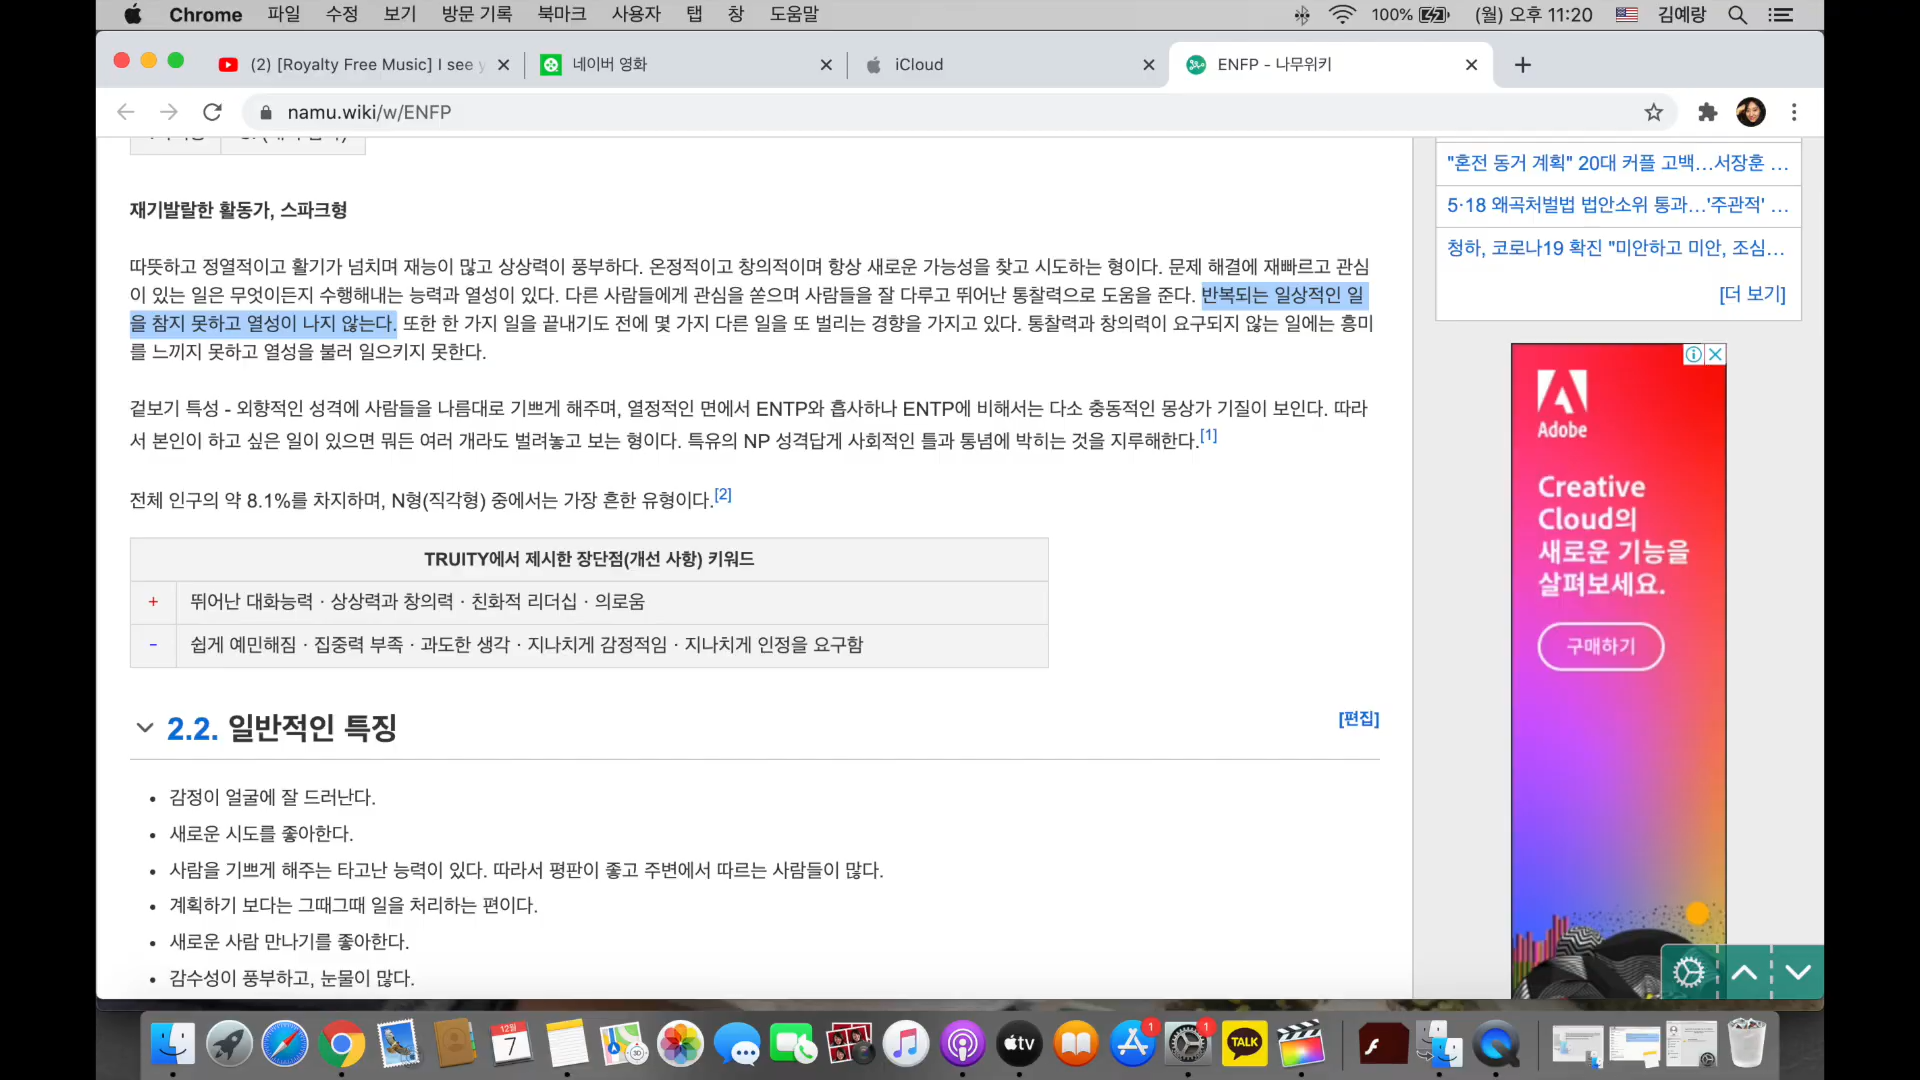 Chrome 파일 수정 보기 방문 기록 북마크 사용자 탭 창 도움말 100% (월) 오후 11:20 김예랑
(2) [Royalty Free Music] I see y 네이버 영화 iCloud ENFP - 나무위키
namu.wiki/w/ENFP
재기발랄한 활동가, 스파크형
따뜻하고 정열적이고 활기가 넘치며 재능이 많고 상상력이 풍부하다. 온정적이고 창의적이며 항상 새로운 가능성을 찾고 시도하는 형이다. 문제 해결에 재빠르고 관심
이 있는 일은 무엇이든지 수행해내는 능력과 열성이 있다. 다른 사람들에게 관심을 쏟으며 사람들을 잘 다루고 뛰어난 통찰력으로 도움을 준다. 반복되는 일상적인 일
을 참지 못하고 열성이 나지 않는다. 또한 한 가지 일을 끝내기도 전에 몇 가지 다른 일을 또 벌리는 경향을 가지고 있다. 통찰력과 창의력이 요구되지 않는 일에는 흥미
를 느끼지 못하고 열성을 불러 일으키지 못한다.
겉보기 특성 - 외향적인 성격에 사람들을 나름대로 기쁘게 해주며, 열정적인 면에서 ENTP와 흡사하나 ENTP에 비해서는 다소 충동적인 몽상가 기질이 보인다. 따라
서 본인이 하고 싶은 일이 있으면 뭐든 여러 개라도 벌려놓고 보는 형이다. 특유의 NP 성격답게 사회적인 틀과 통념에 박히는 것을 지루해한다.[1]
전체 인구의 약 8.1%를 차지하며, N형(직각형) 중에서는 가장 흔한 유형이다.[2]
TRUITY에서 제시한 장단점(개선 사항) 키워드
+ 뛰어난 대화능력 · 상상력과 창의력 · 친화적 리더십 · 의로움
- 쉽게 예민해짐 · 집중력 부족 · 과도한 생각 · 지나치게 감정적임 · 지나치게 인정을 요구함
2.2. 일반적인 특징 [편집]
• 감정이 얼굴에 잘 드러난다.
• 새로운 시도를 좋아한다.
• 사람을 기쁘게 해주는 타고난 능력이 있다. 따라서 평판이 좋고 주변에서 따르는 사람들이 많다.
• 계획하기 보다는 그때그때 일을 처리하는 편이다.
• 새로운 사람 만나기를 좋아한다.
• 감수성이 풍부하고, 눈물이 많다.
"혼전 동거 계획" 20대 커플 고백…서장훈 …
5·18 왜곡처벌법 법안소위 통과…'주관적' …
청하, 코로나19 확진 "미안하고 미안, 조심…
[더 보기]
Adobe
Creative
Cloud의
새로운 기능을
살펴보세요.
구매하기
12월
7
3D
tv
1
1
TALK